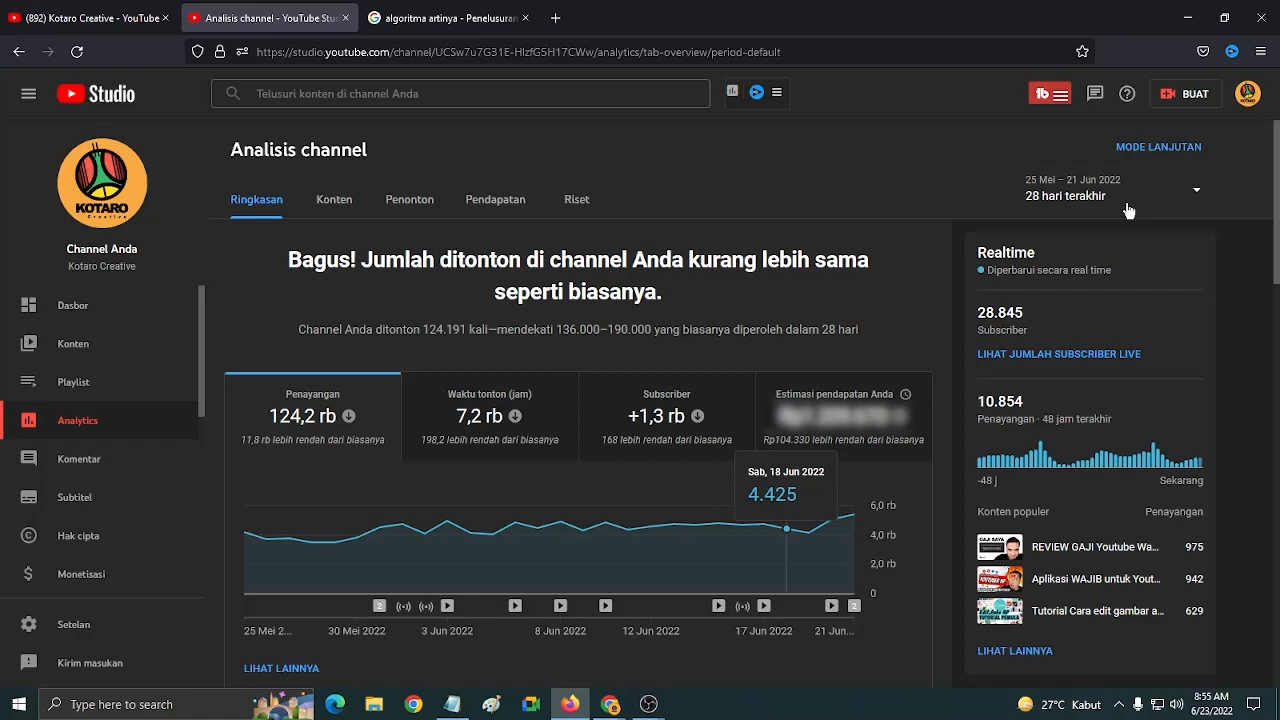 (892) Kotaro Creative - YouTube
Analisis channel - YouTube Stud
algoritma artinya - Penelusuran
https://studio.youtube.com/channel/UCSw7u7G31E-HIzfG5H17CWw/analytics/tab-overview/period-default
Studio
Telusuri konten di channel Anda
BUAT
KOTARO
Creative
Channel Anda
Kotaro Creative
Dasbor
Konten
Playlist
Analytics
Komentar
Subtitel
Hak cipta
Monetisasi
Setelan
Kirim masukan
Analisis channel
MODE LANJUTAN
Ringkasan Konten Penonton Pendapatan Riset
25 Mei – 21 Jun 2022
28 hari terakhir
Bagus! Jumlah ditonton di channel Anda kurang lebih sama
seperti biasanya.
Channel Anda ditonton 124.191 kali—mendekati 136.000–190.000 yang biasanya diperoleh dalam 28 hari
Penayangan
124,2 rb
11,8 rb lebih rendah dari biasanya
Waktu tonton (jam)
7,2 rb
198,2 lebih rendah dari biasanya
Subscriber
+1,3 rb
168 lebih rendah dari biasanya
Estimasi pendapatan Anda
Rp104.330 lebih rendah dari biasanya
Sab, 18 Jun 2022
4.425
6,0 rb
4,0 rb
2,0 rb
0
2 2
25 Mei 2... 30 Mei 2022 3 Jun 2022 8 Jun 2022 12 Jun 2022 17 Jun 2022 21 Jun...
LIHAT LAINNYA
Realtime
Diperbarui secara real time
28.845
Subscriber
LIHAT JUMLAH SUBSCRIBER LIVE
10.854
Penayangan · 48 jam terakhir
-48 j Sekarang
Konten populer Penayangan
REVIEW GAJI Youtube Wa... 975
Aplikasi WAJIB untuk Yout... 942
Tutorial Cara edit gambar a... 629
LIHAT LAINNYA
Type here to search
27°C Kabut
8:55 AM
6/23/2022